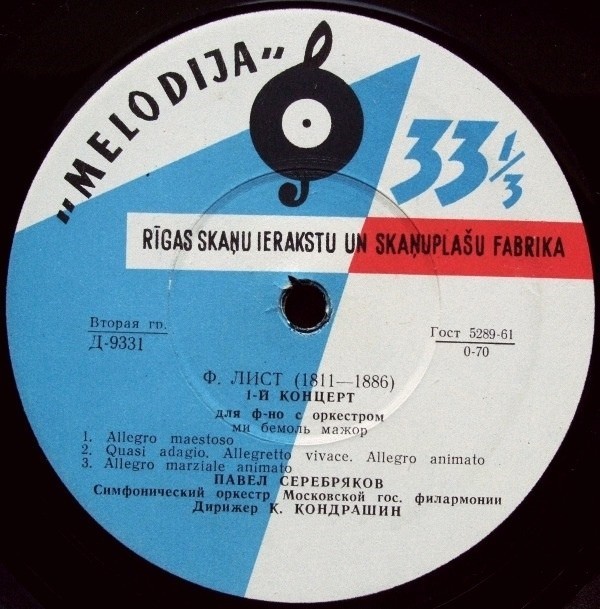 „MELODIJA“
33 1/3
RĪGAS SKAŅU IERAKSTU UN SKAŅUPLAŠU FABRIKA
Вторая гр.
Д-9331
Гост 5289-61
0-70
Ф. ЛИСТ (1811—1886)
1-Й КОНЦЕРТ
для ф-но с оркестром
ми бемоль мажор
1. Allegro maestoso
2. Quasi adagio. Allegretto vivace. Allegro animato
3. Allegro marziale animato
ПАВЕЛ СЕРЕБРЯКОВ
Симфонический оркестр Московской гос. филармонии
Дирижер К. КОНДРАШИН